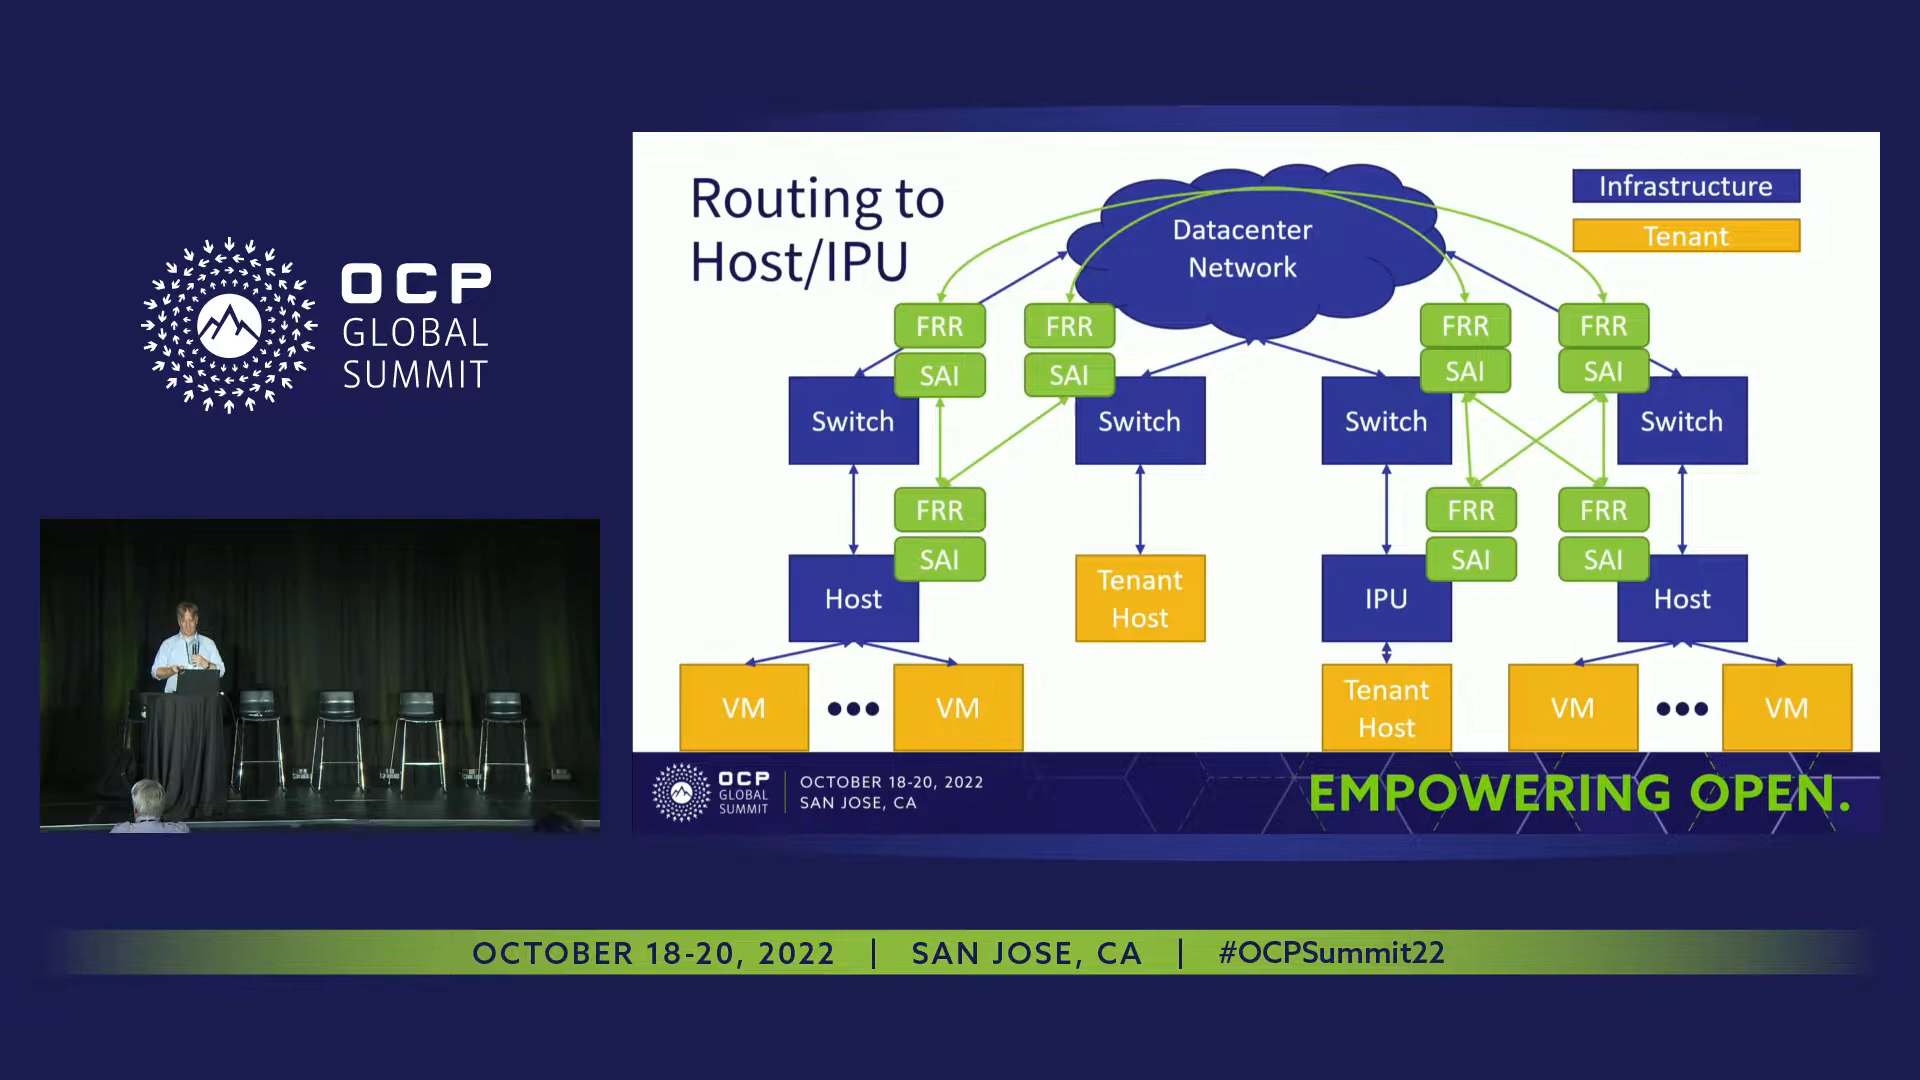 OCP
GLOBAL
SUMMIT
Routing to
Host/IPU
Datacenter
Network
Infrastructure
Tenant
FRR
FRR
FRR
FRR
SAI
SAI
SAI
SAI
Switch
Switch
Switch
Switch
FRR
FRR
FRR
SAI
SAI
SAI
Host
Tenant
Host
IPU
Host
VM
VM
Tenant
Host
VM
VM
OCP
GLOBAL
SUMMIT
OCTOBER 18-20, 2022
SAN JOSE, CA
EMPOWERING OPEN.
OCTOBER 18-20, 2022 | SAN JOSE, CA | #OCPSummit22